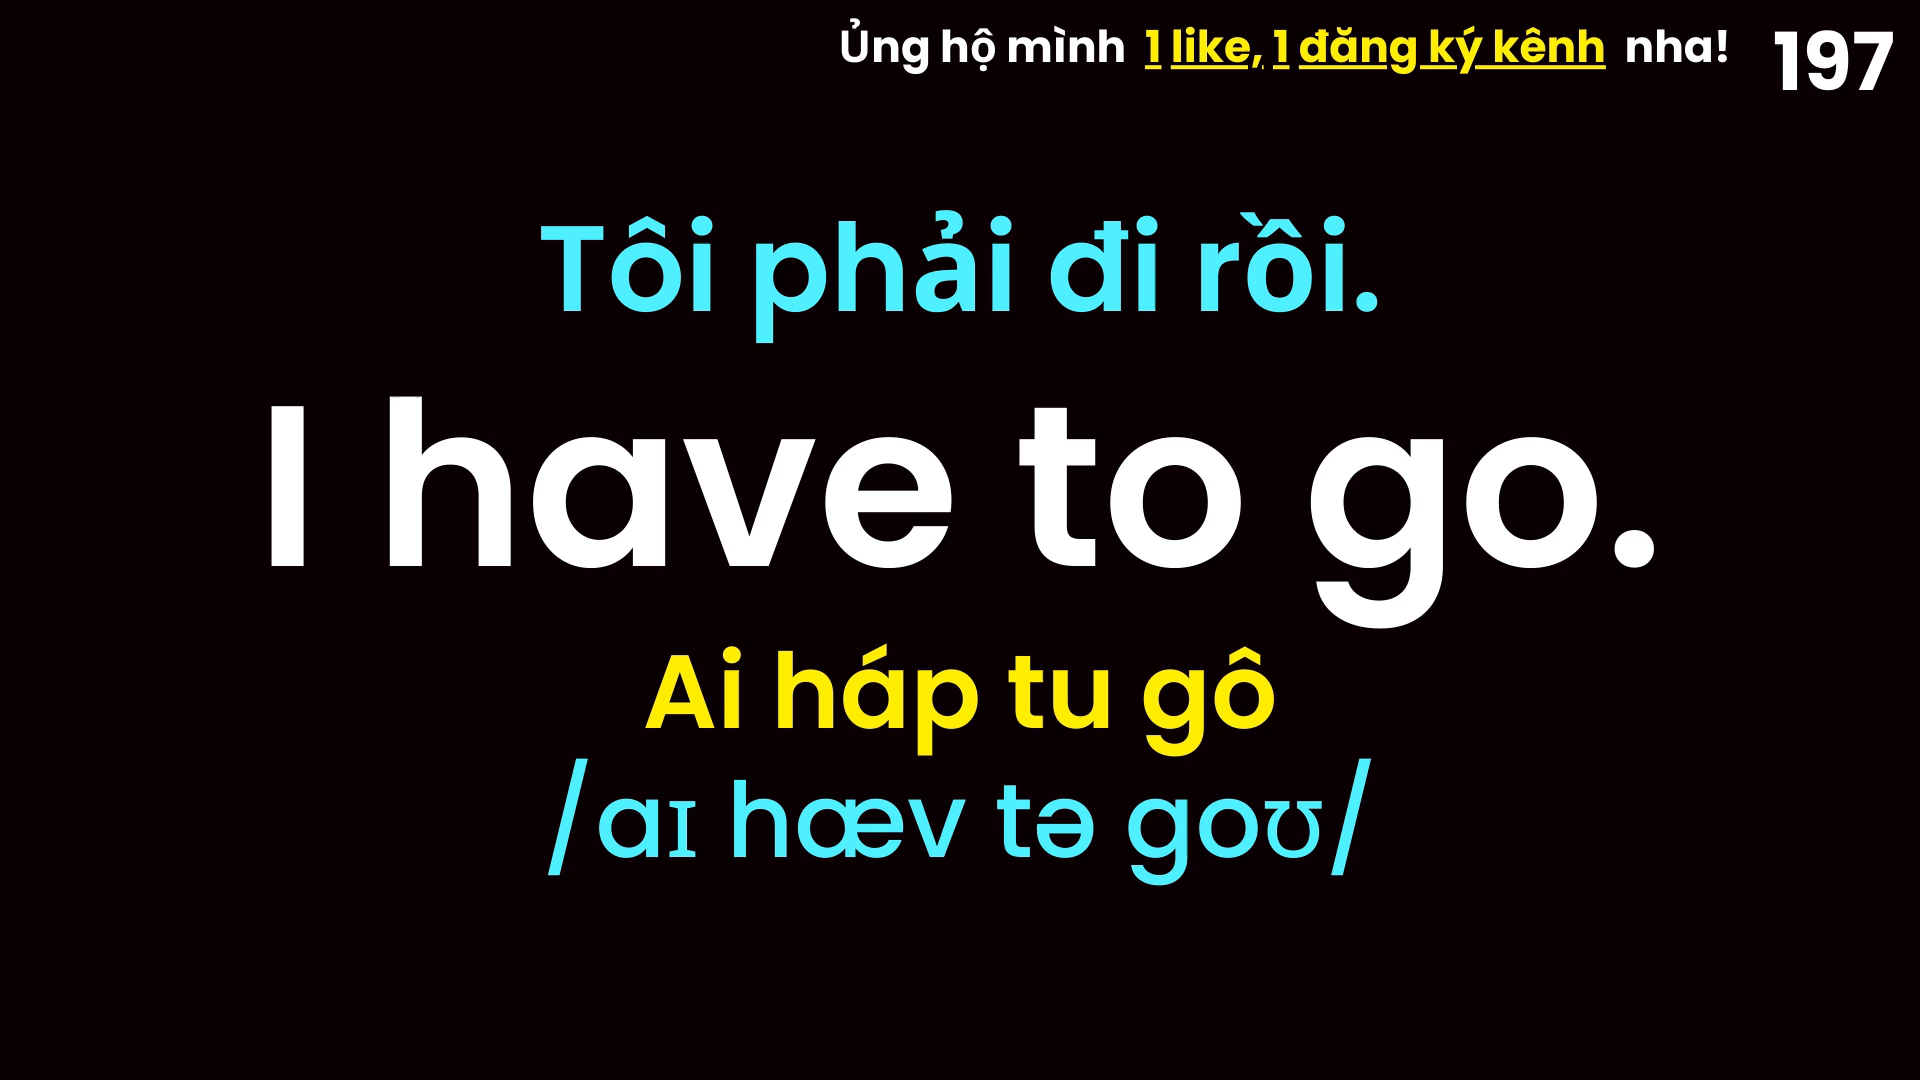 Ủng hộ mình 1 like, 1 đăng ký kênh nha! 197
Tôi phải đi rồi.
I have to go.
Ai háp tu gô
/aɪ hæv tə goʊ/